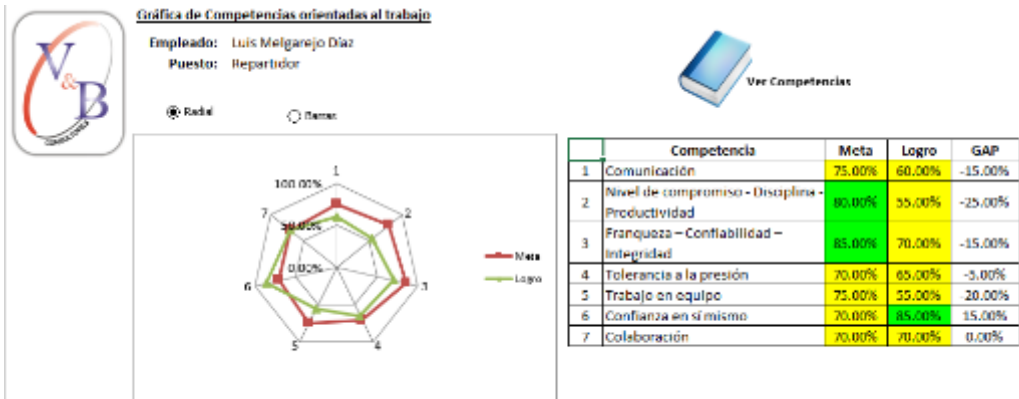 Gráfica de Competencias orientadas al trabajo
Empleado: Luis Melgarejo Díaz
Puesto: Repartidor
V&B
CONSULTORES
Ver Competencias
Radial
Barras
1
100.00%
7
2
50.00%
0.00%
6
3
5
4
Meta
Logro
Competencia Meta Logro GAP
1 Comunicación 75.00% 60.00% -15.00%
2 Nivel de compromiso - Disciplina -
Productividad 80.00% 55.00% -25.00%
3 Franqueza – Confiabilidad –
Integridad 85.00% 70.00% -15.00%
4 Tolerancia a la presión 70.00% 65.00% -5.00%
5 Trabajo en equipo 75.00% 55.00% -20.00%
6 Confianza en sí mismo 70.00% 85.00% 15.00%
7 Colaboración 70.00% 70.00% 0.00%